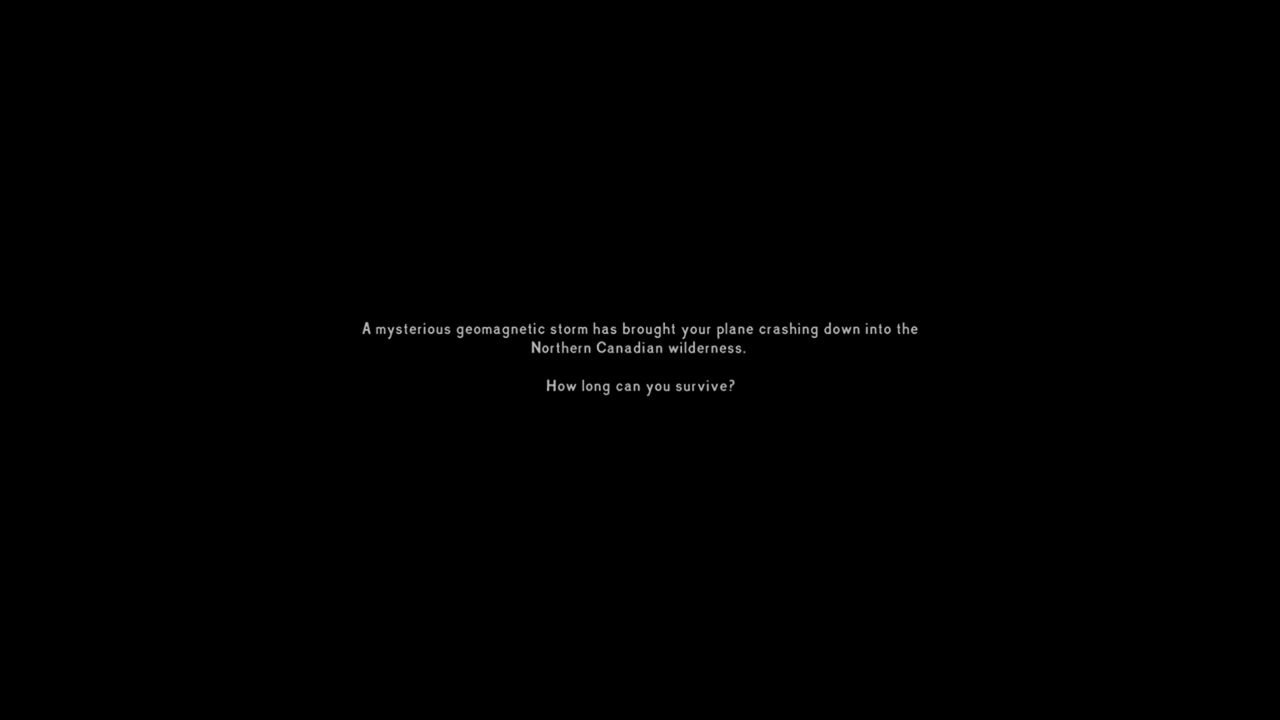 A mysterious geomagnetic storm has brought your plane crashing down into the
Northern Canadian wilderness.
How long can you survive?